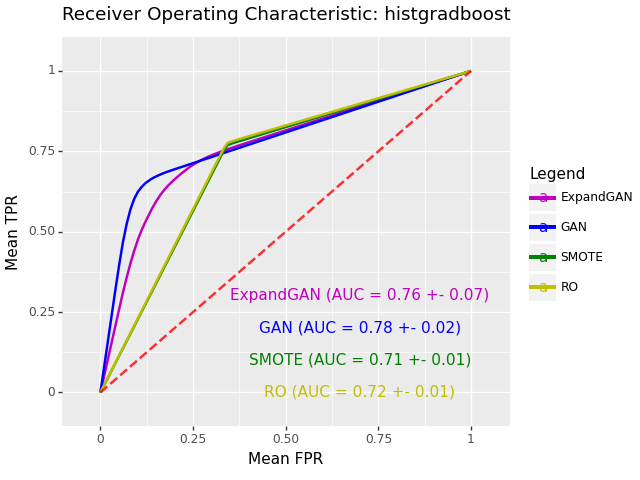 Receiver Operating Characteristic: histgradboost
1
0.75
0.50
0.25
0
Mean TPR
ExpandGAN (AUC = 0.76 +- 0.07)
GAN (AUC = 0.78 +- 0.02)
SMOTE (AUC = 0.71 +- 0.01)
RO (AUC = 0.72 +- 0.01)
0 0.25 0.50 0.75 1
Mean FPR
Legend
a ExpandGAN
a GAN
a SMOTE
a RO